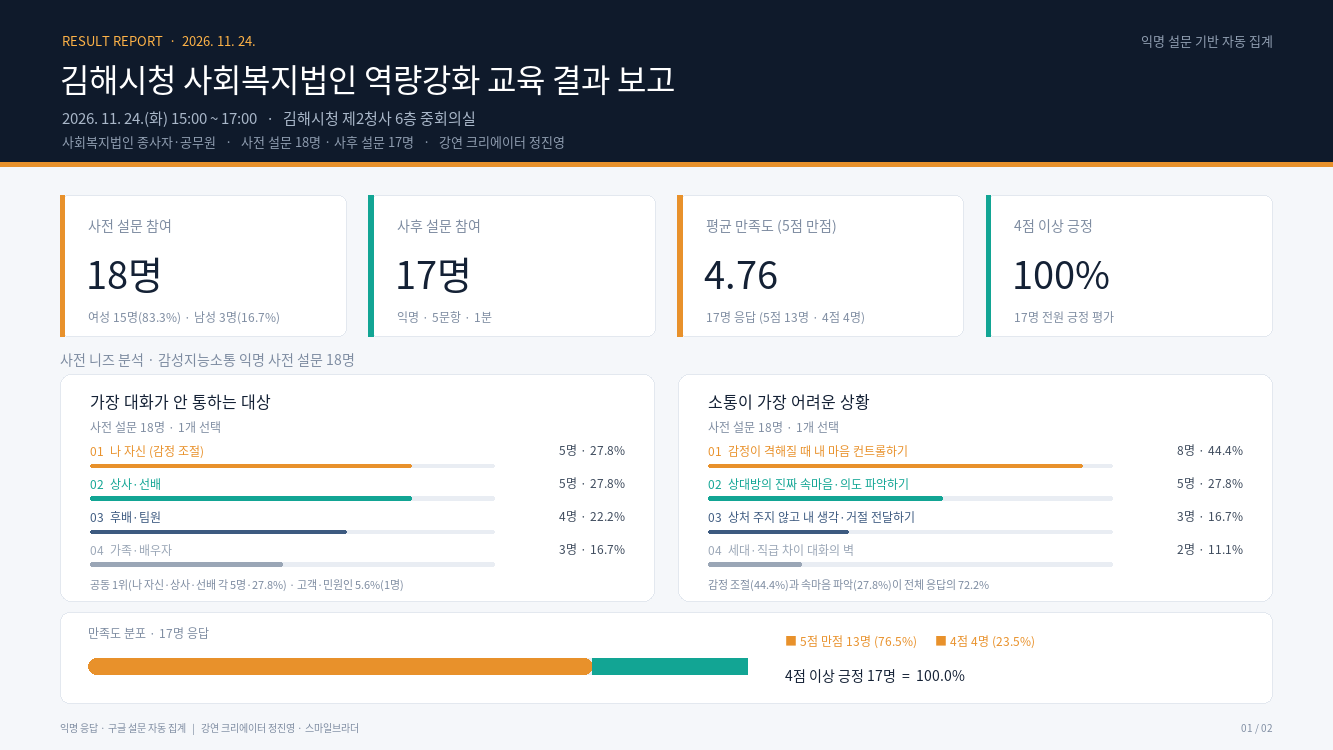 RESULT REPORT · 2026. 11. 24.
익명 설문 기반 자동 집계
김해시청 사회복지법인 역량강화 교육 결과 보고
2026. 11. 24.(화) 15:00 ~ 17:00 · 김해시청 제2청사 6층 중회의실
사회복지법인 종사자·공무원 · 사전 설문 18명 · 사후 설문 17명 · 강연 크리에이터 정진영
사전 설문 참여
18명
여성 15명(83.3%) · 남성 3명(16.7%)
사후 설문 참여
17명
익명 · 5문항 · 1분
평균 만족도 (5점 만점)
4.76
17명 응답 (5점 13명 · 4점 4명)
4점 이상 긍정
100%
17명 전원 긍정 평가
사전 니즈 분석 · 감성지능소통 익명 사전 설문 18명
가장 대화가 안 통하는 대상
사전 설문 18명 · 1개 선택
01 나 자신 (감정 조절) 5명 · 27.8%
02 상사·선배 5명 · 27.8%
03 후배·팀원 4명 · 22.2%
04 가족·배우자 3명 · 16.7%
공동 1위(나 자신·상사·선배 각 5명·27.8%) · 고객·민원인 5.6%(1명)
소통이 가장 어려운 상황
사전 설문 18명 · 1개 선택
01 감정이 격해질 때 내 마음 컨트롤하기 8명 · 44.4%
02 상대방의 진짜 속마음·의도 파악하기 5명 · 27.8%
03 상처 주지 않고 내 생각·거절 전달하기 3명 · 16.7%
04 세대·직급 차이 대화의 벽 2명 · 11.1%
감정 조절(44.4%)과 속마음 파악(27.8%)이 전체 응답의 72.2%
만족도 분포 · 17명 응답
■ 5점 만점 13명 (76.5%) ■ 4점 4명 (23.5%)
4점 이상 긍정 17명 = 100.0%
익명 응답 · 구글 설문 자동 집계 | 강연 크리에이터 정진영 · 스마일브라더
01 / 02